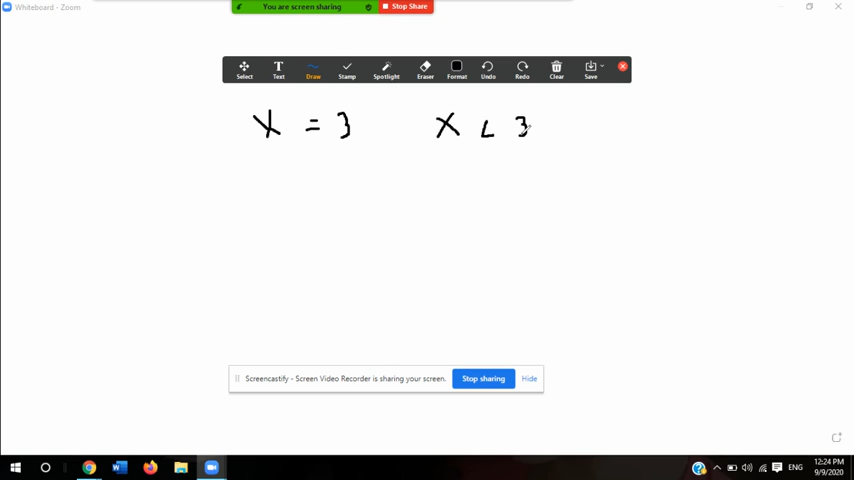 Whiteboard - Zoom
You are screen sharing Stop Share
Select Text Draw Stamp Spotlight Eraser Format Undo Redo Clear Save
X = 3 X < 3
Screencastify - Screen Video Recorder is sharing your screen. Stop sharing Hide
ENG 12:24 PM
9/9/2020